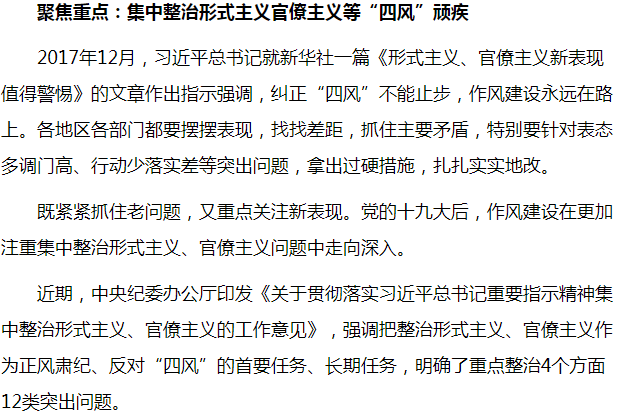 聚焦重点：集中整治形式主义官僚主义等“四风”顽疾
2017年12月，习近平总书记就新华社一篇《形式主义、官僚主义新表现
值得警惕》的文章作出指示强调，纠正“四风”不能止步，作风建设永远在路
上。各地区各部门都要摆摆表现，找找差距，抓住主要矛盾，特别要针对表态
多调门高、行动少落实差等突出问题，拿出过硬措施，扎扎实实地改。
既紧紧抓住老问题，又重点关注新表现。党的十九大后，作风建设在更加
注重集中整治形式主义、官僚主义问题中走向深入。
近期，中央纪委办公厅印发《关于贯彻落实习近平总书记重要指示精神集
中整治形式主义、官僚主义的工作意见》，强调把整治形式主义、官僚主义作
为正风肃纪、反对“四风”的首要任务、长期任务，明确了重点整治4个方面
12类突出问题。